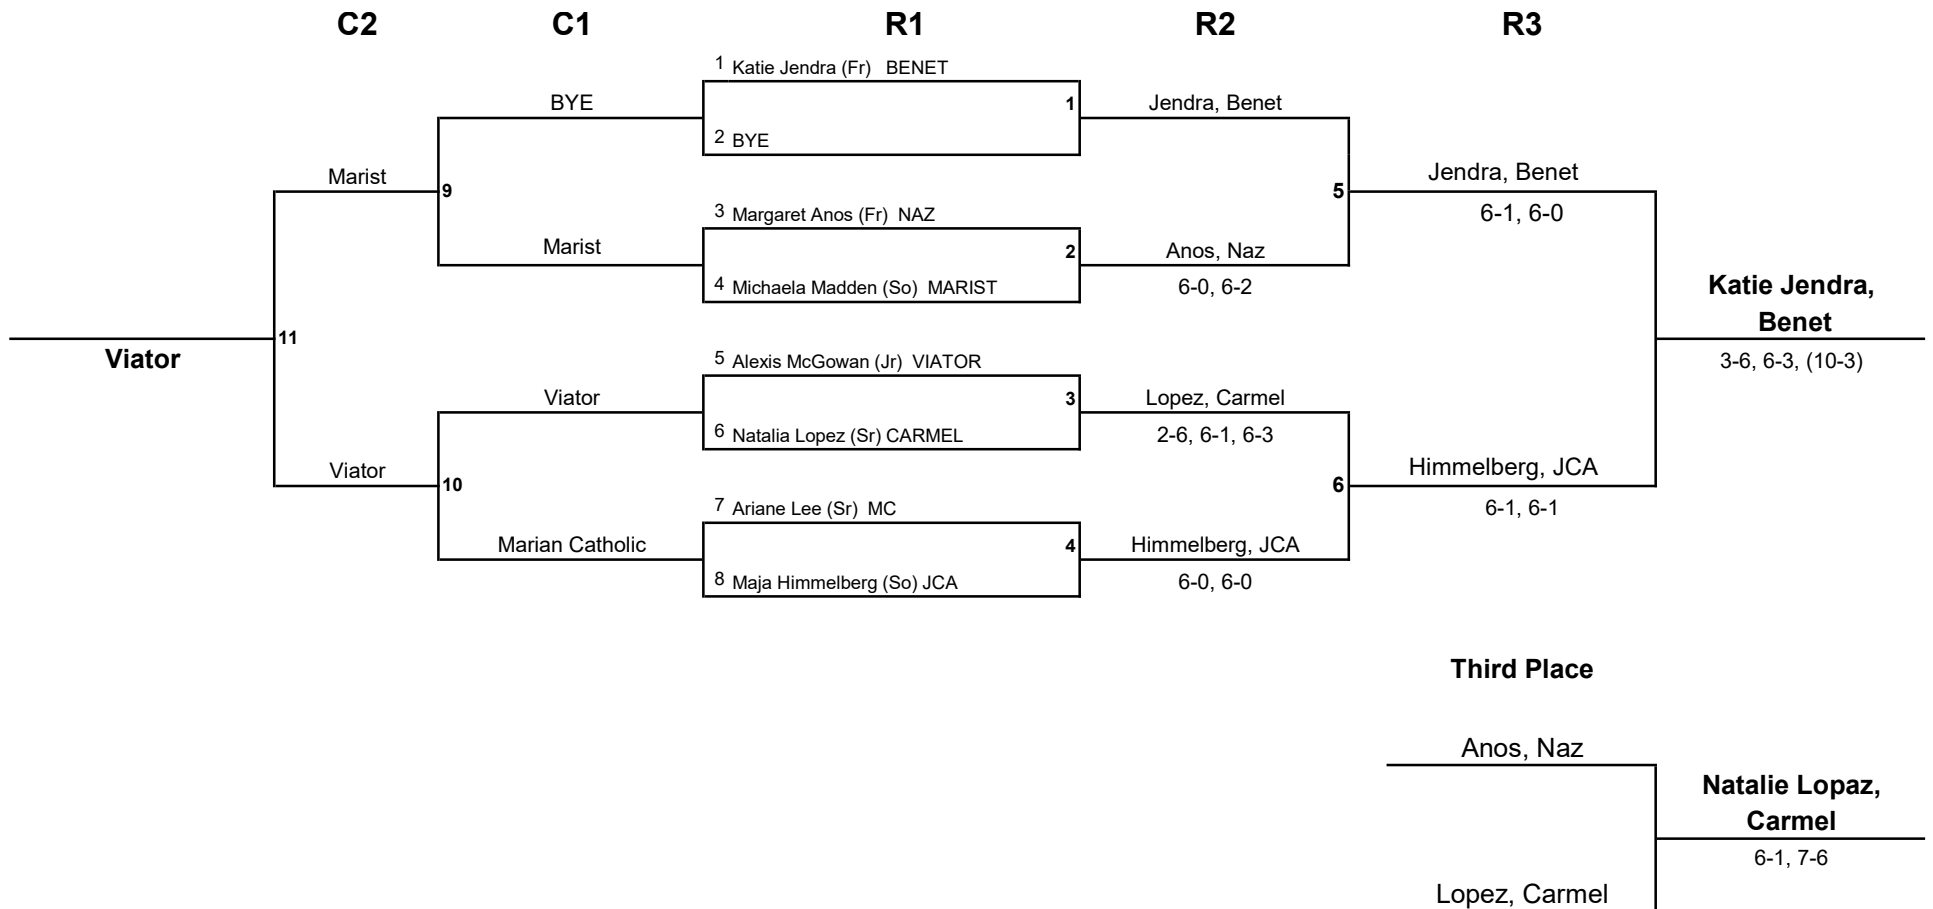 C2 C1 R1 R2 R3
1 Katie Jendra (Fr) BENET
BYE 1 Jendra, Benet
2 BYE
Marist 9 5 Jendra, Benet
6-1, 6-0
3 Margaret Anos (Fr) NAZ
Marist 2 Anos, Naz
4 Michaela Madden (So) MARIST 6-0, 6-2
Katie Jendra,
Benet
11
Viator 3-6, 6-3, (10-3)
5 Alexis McGowan (Jr) VIATOR
Viator 3 Lopez, Carmel
6 Natalia Lopez (Sr) CARMEL 2-6, 6-1, 6-3
Viator 10 6 Himmelberg, JCA
6-1, 6-1
7 Ariane Lee (Sr) MC
Marian Catholic 4 Himmelberg, JCA
8 Maja Himmelberg (So) JCA 6-0, 6-0
Third Place
Anos, Naz
Natalie Lopaz,
Carmel
6-1, 7-6
Lopez, Carmel